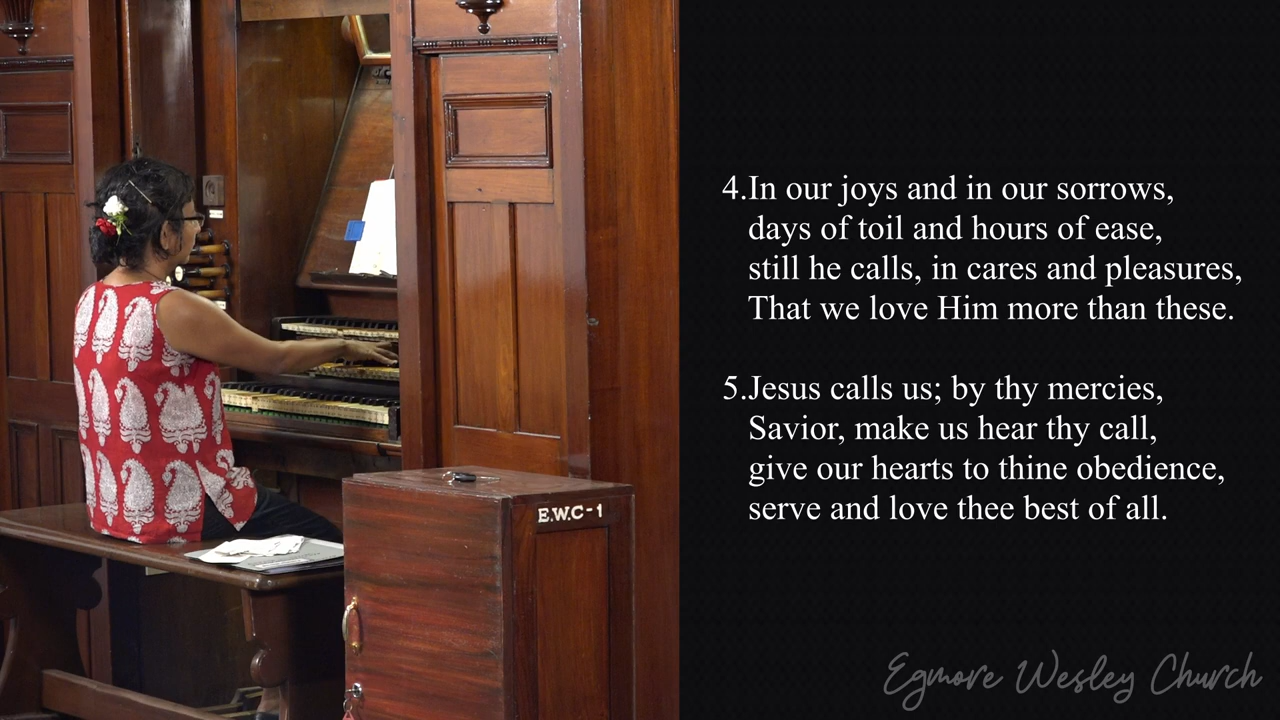 E.W.C-1
4.In our joys and in our sorrows,
days of toil and hours of ease,
still he calls, in cares and pleasures,
That we love Him more than these.
5.Jesus calls us; by thy mercies,
Savior, make us hear thy call,
give our hearts to thine obedience,
serve and love thee best of all.
Egmore Wesley Church